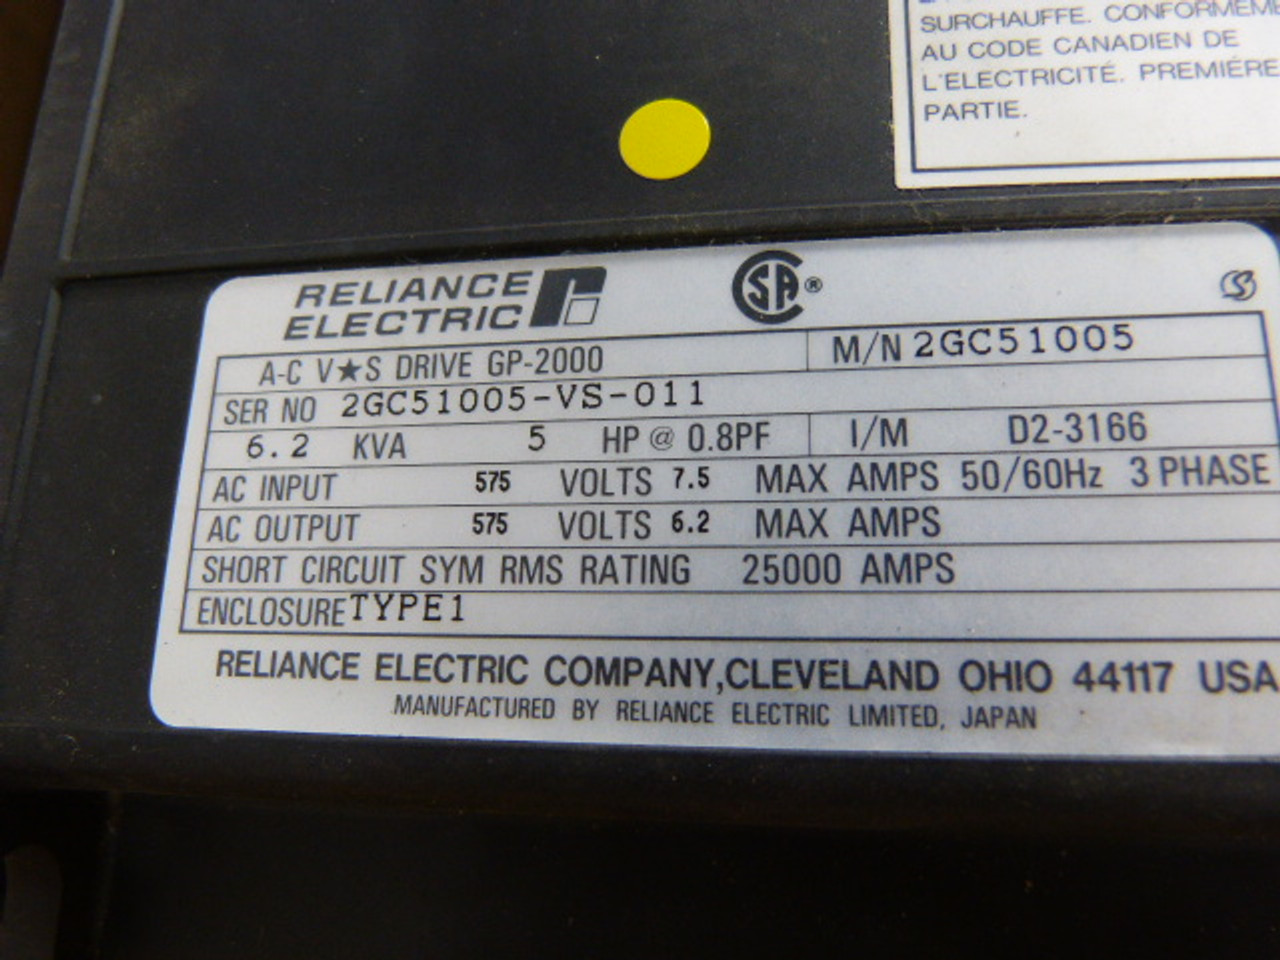 SURCHAUFFE. CONFORMÉME
AU CODE CANADIEN DE
L'ELECTRICITÉ. PREMIÉRE
PARTIE.
RELIANCE
ELECTRIC
SA ®
A-C V★S DRIVE GP-2000 M/N 2GC51005
SER NO 2GC51005-VS-011
6.2 KVA 5 HP @ 0.8PF I/M D2-3166
AC INPUT 575 VOLTS 7.5 MAX AMPS 50/60Hz 3 PHASE
AC OUTPUT 575 VOLTS 6.2 MAX AMPS
SHORT CIRCUIT SYM RMS RATING 25000 AMPS
ENCLOSURE TYPE1
RELIANCE ELECTRIC COMPANY, CLEVELAND OHIO 44117 USA
MANUFACTURED BY RELIANCE ELECTRIC LIMITED, JAPAN